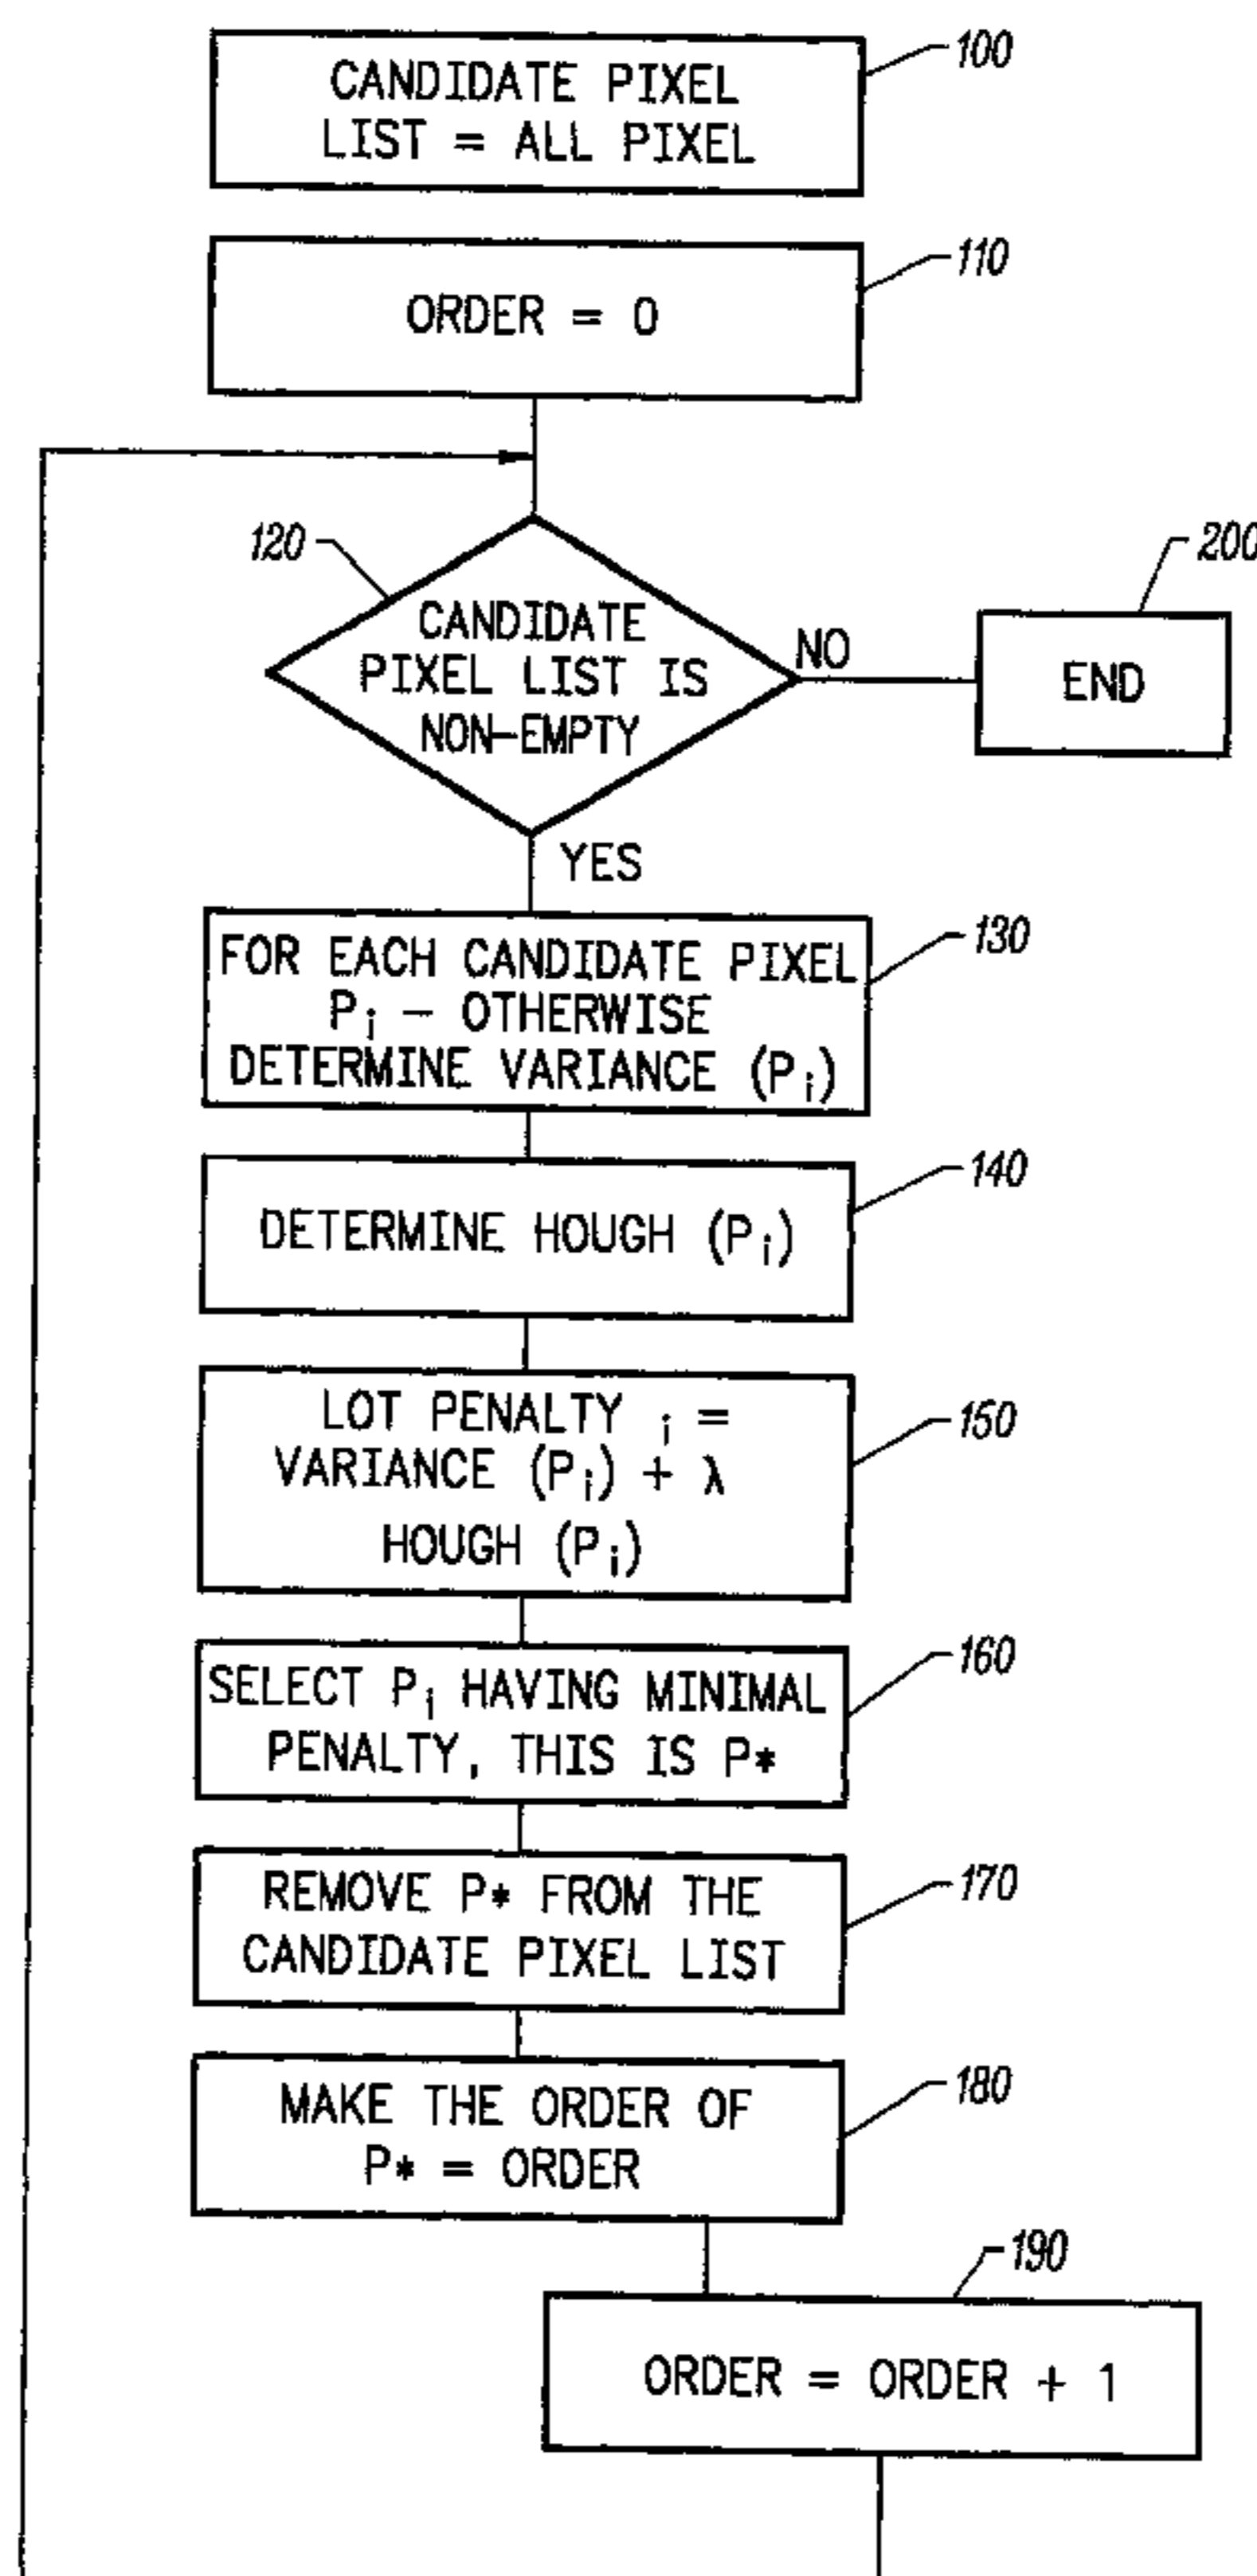 100
CANDIDATE PIXEL
LIST = ALL PIXEL
110
ORDER = 0
120
CANDIDATE
PIXEL LIST IS
NON-EMPTY
NO
200
END
YES
130
FOR EACH CANDIDATE PIXEL
Pi - OTHERWISE
DETERMINE VARIANCE (Pi)
140
DETERMINE HOUGH (Pi)
150
LOT PENALTY i =
VARIANCE (Pi) + λ
HOUGH (Pi)
160
SELECT Pi HAVING MINIMAL
PENALTY, THIS IS P*
170
REMOVE P* FROM THE
CANDIDATE PIXEL LIST
180
MAKE THE ORDER OF
P* = ORDER
190
ORDER = ORDER + 1